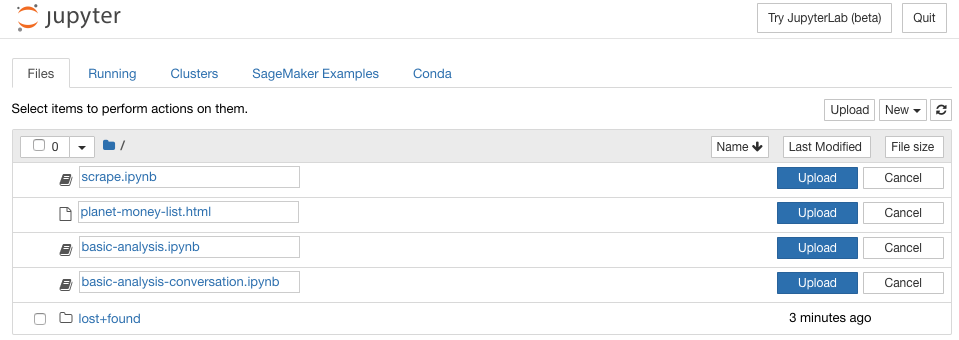 jupyter Try JupyterLab (beta) Quit
Files Running Clusters SageMaker Examples Conda
Select items to perform actions on them. Upload New
0 / Name Last Modified File size
scrape.ipynb Upload Cancel
planet-money-list.html Upload Cancel
basic-analysis.ipynb Upload Cancel
basic-analysis-conversation.ipynb Upload Cancel
lost+found 3 minutes ago